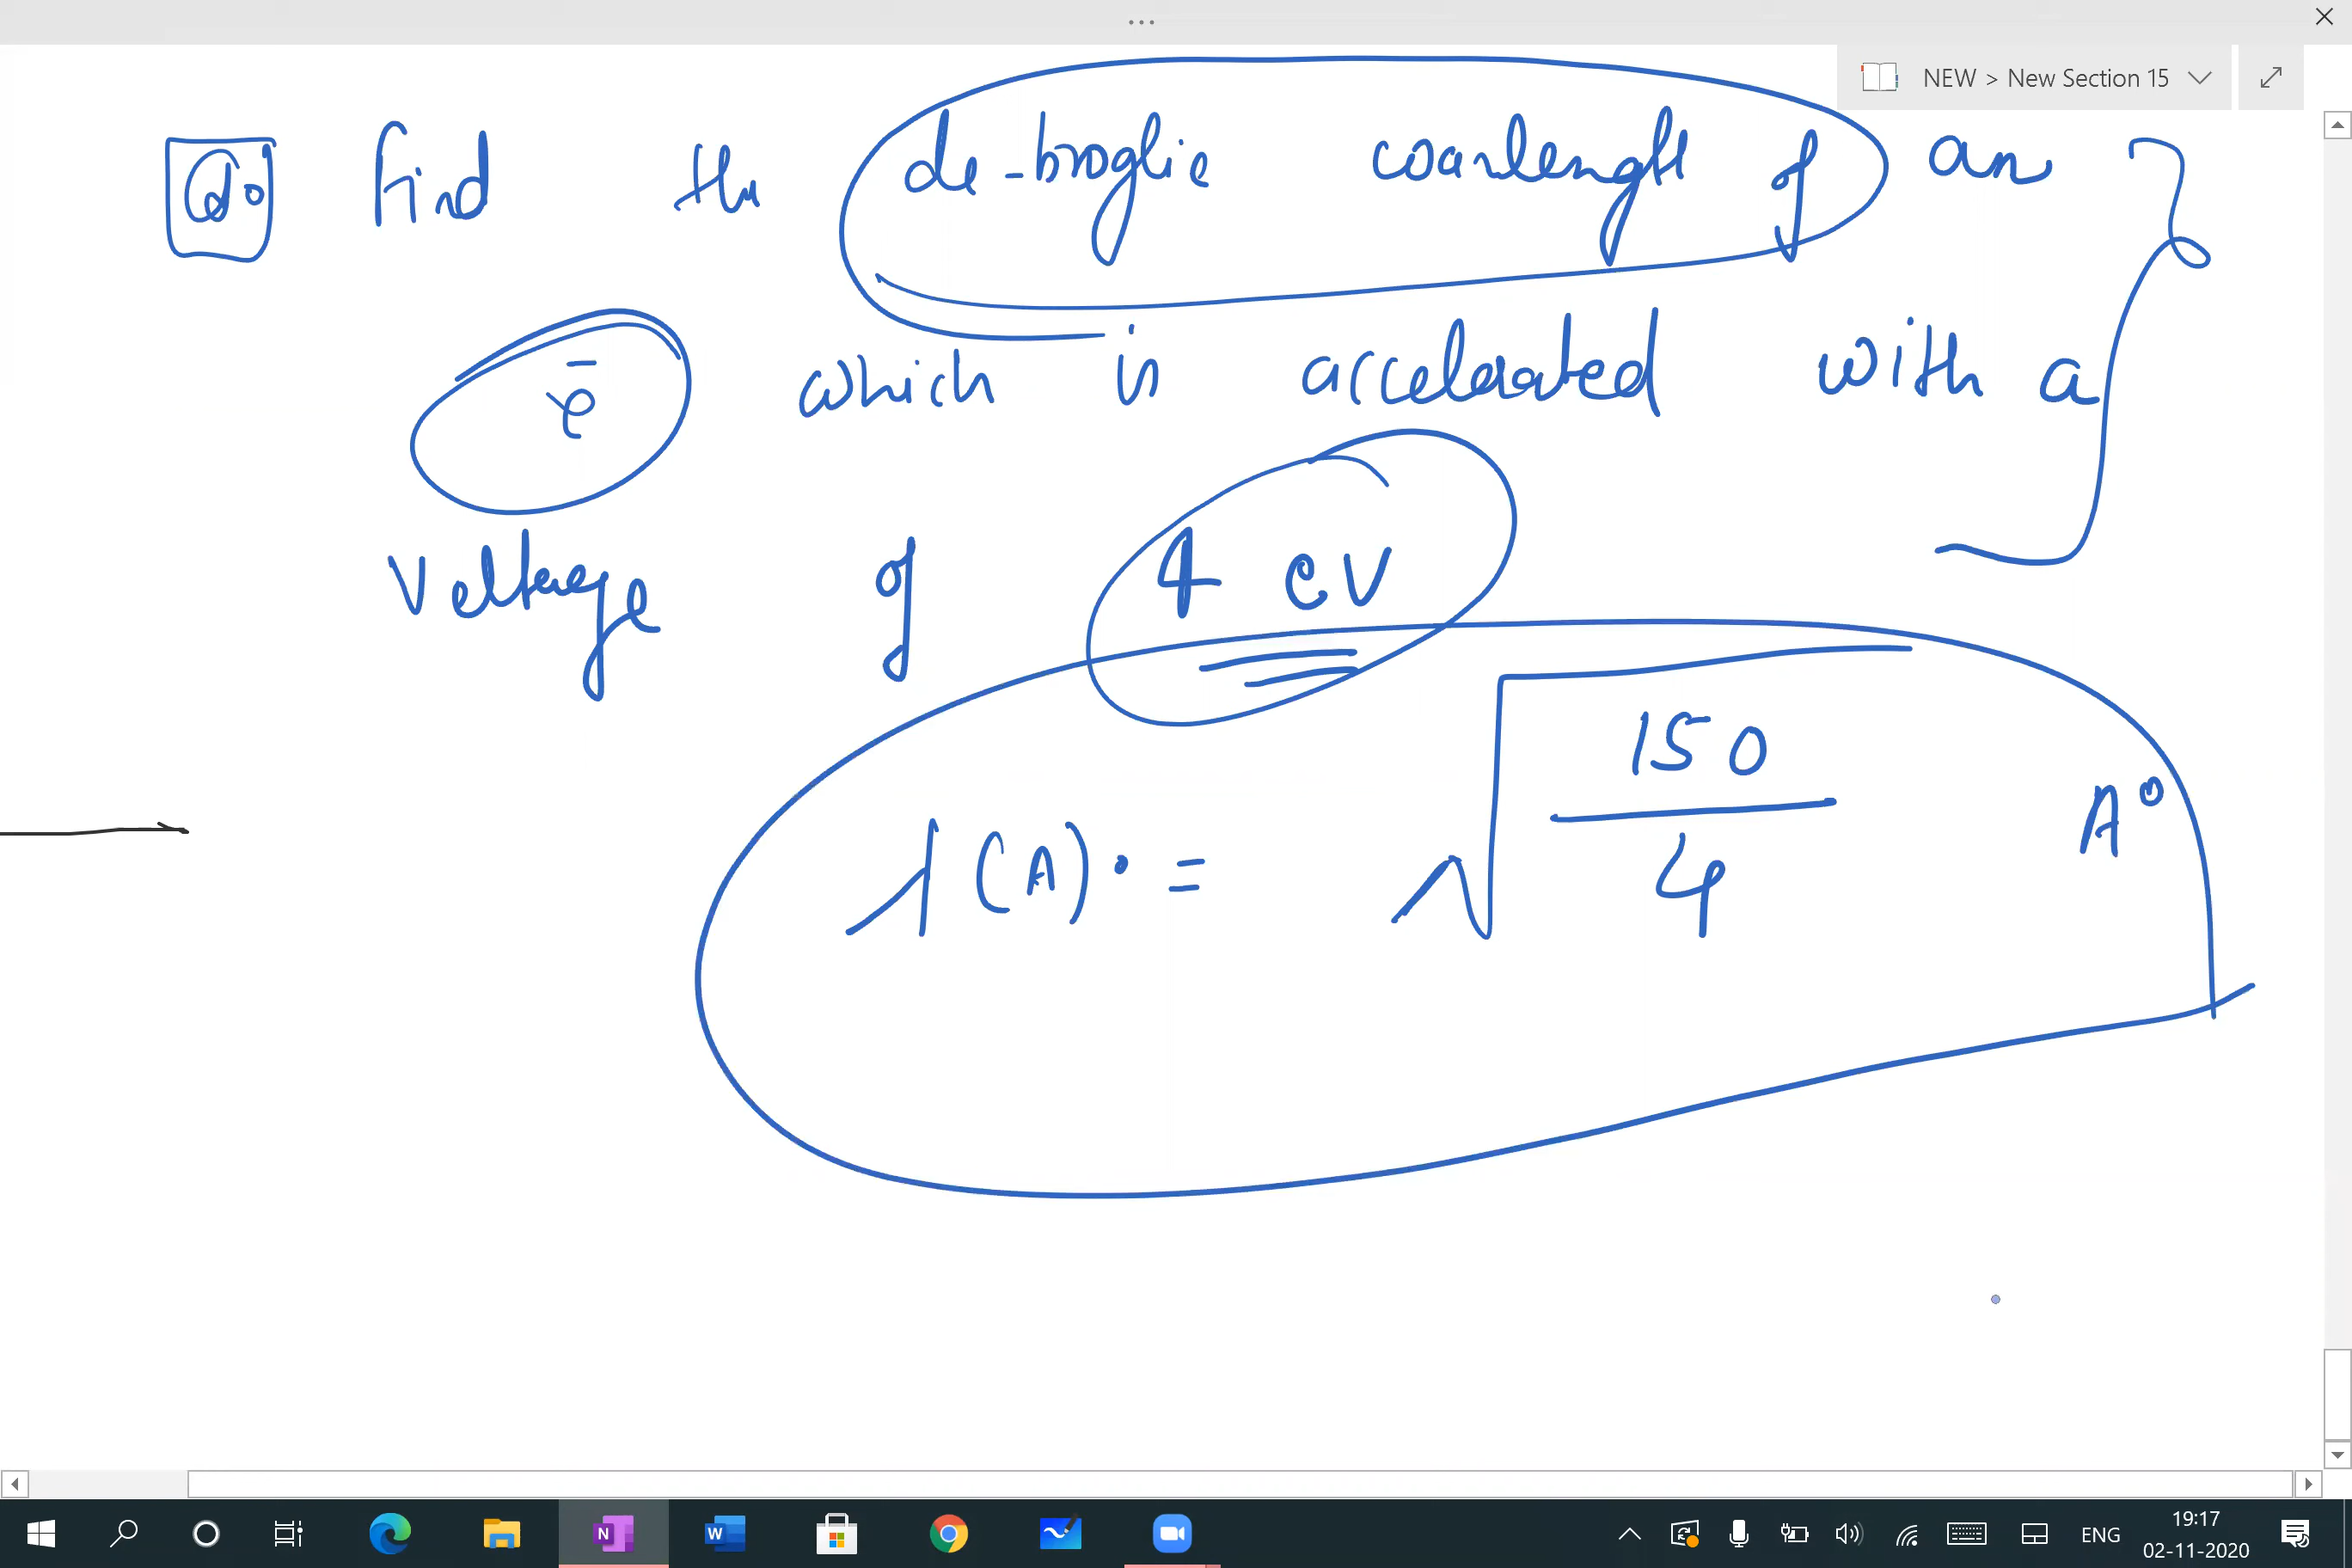 ...
NEW > New Section 15
Q. Find the de-broglie wavelength of an
e⁻ which is accelerated with a
Voltage of 4 eV
λ(A)° = √(150/4) A°
N
W
ENG
19:17
02-11-2020